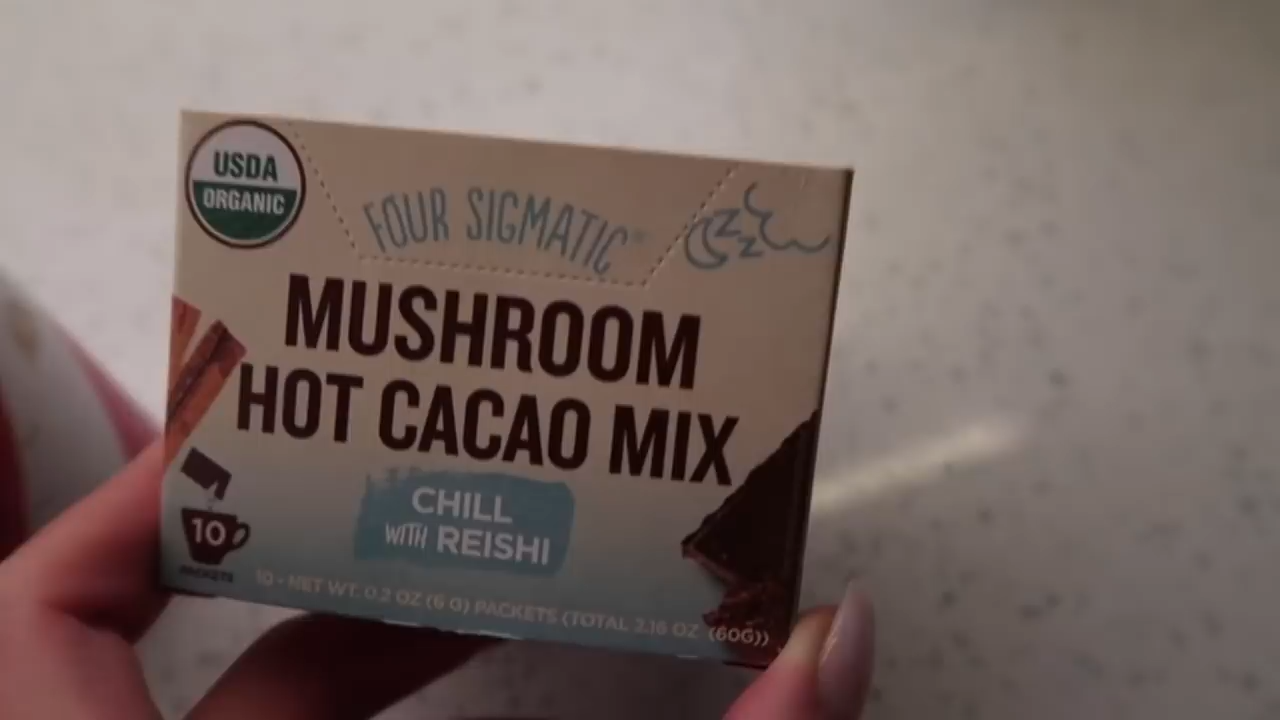 USDA
ORGANIC
FOUR SIGMATIC
Z
Z
Z
MUSHROOM
HOT CACAO MIX
CHILL
WITH REISHI
10
PACKETS
10 - NET WT. 0.2 OZ (6 G) PACKETS (TOTAL 2.16 OZ (60G))